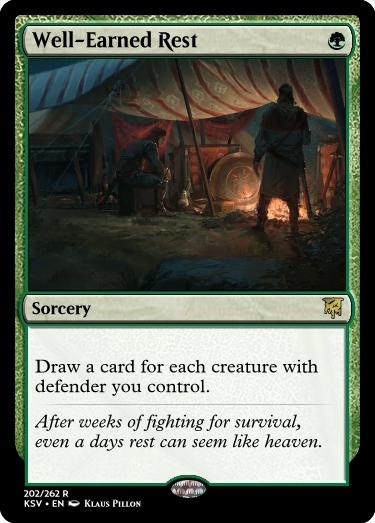 Well-Earned Rest
Sorcery
Draw a card for each creature with
defender you control.
After weeks of fighting for survival,
even a days rest can seem like heaven.
202/262 R
KSV • EN Klaus Pillon